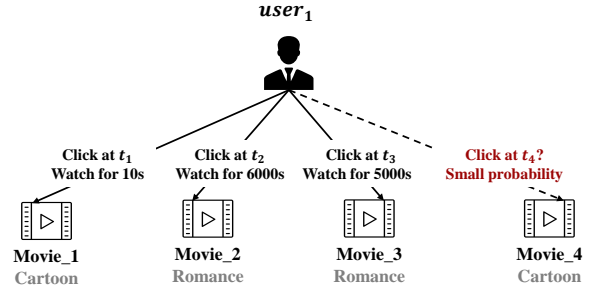 user₁
Click at t₁
Watch for 10s
Click at t₂
Watch for 6000s
Click at t₃
Watch for 5000s
Click at t₄?
Small probability
Movie_1
Cartoon
Movie_2
Romance
Movie_3
Romance
Movie_4
Cartoon